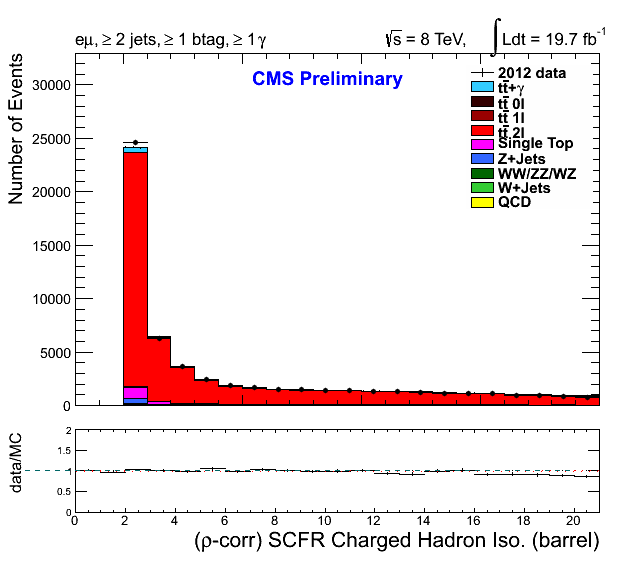 eμ, ≥ 2 jets, ≥ 1 btag, ≥ 1 γ
√s = 8 TeV, ∫ Ldt = 19.7 fb⁻¹
CMS Preliminary
2012 data
tt̄+γ
tt̄ 0l
tt̄ 1l
tt̄ 2l
Single Top
Z+Jets
WW/ZZ/WZ
W+Jets
QCD
Number of Events
30000
25000
20000
15000
10000
5000
0
data/MC
2
1.5
1
0.5
0
0 2 4 6 8 10 12 14 16 18 20
(ρ-corr) SCFR Charged Hadron Iso. (barrel)